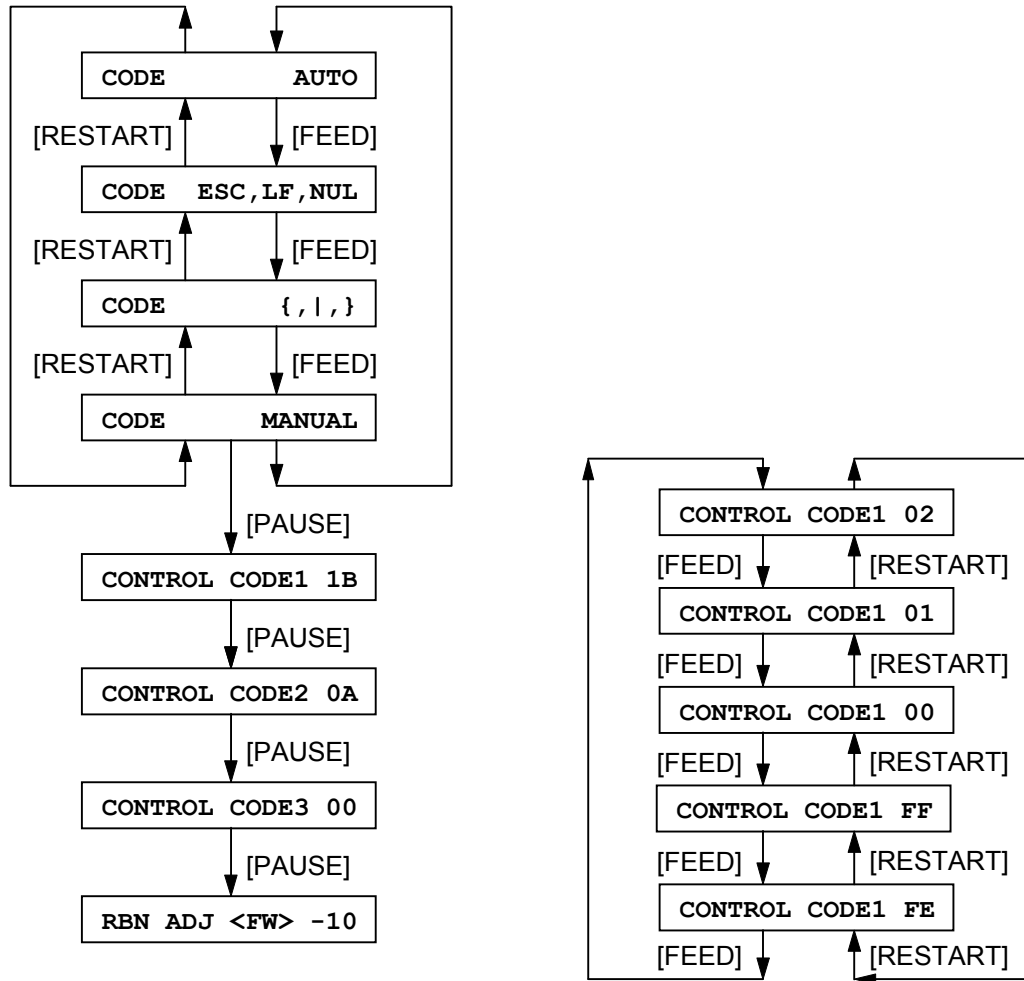 CODE AUTO
[RESTART] [FEED]
CODE ESC,LF,NUL
[RESTART] [FEED]
CODE {,|,}
[RESTART] [FEED]
CODE MANUAL
[PAUSE]
CONTROL CODE1 1B
[PAUSE]
CONTROL CODE2 0A
[PAUSE]
CONTROL CODE3 00
[PAUSE]
RBN ADJ <FW> -10
CONTROL CODE1 02
[FEED] [RESTART]
CONTROL CODE1 01
[FEED] [RESTART]
CONTROL CODE1 00
[FEED] [RESTART]
CONTROL CODE1 FF
[FEED] [RESTART]
CONTROL CODE1 FE
[FEED] [RESTART]